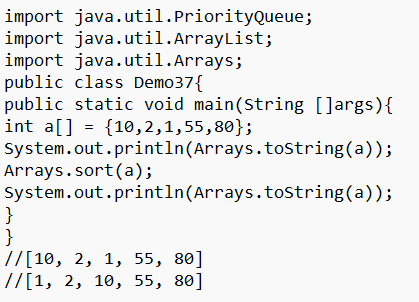 import java.util.PriorityQueue;
import java.util.ArrayList;
import java.util.Arrays;
public class Demo37{
public static void main(String []args){
int a[] = {10,2,1,55,80};
System.out.println(Arrays.toString(a));
Arrays.sort(a);
System.out.println(Arrays.toString(a));
}
}
//[10, 2, 1, 55, 80]
//[1, 2, 10, 55, 80]